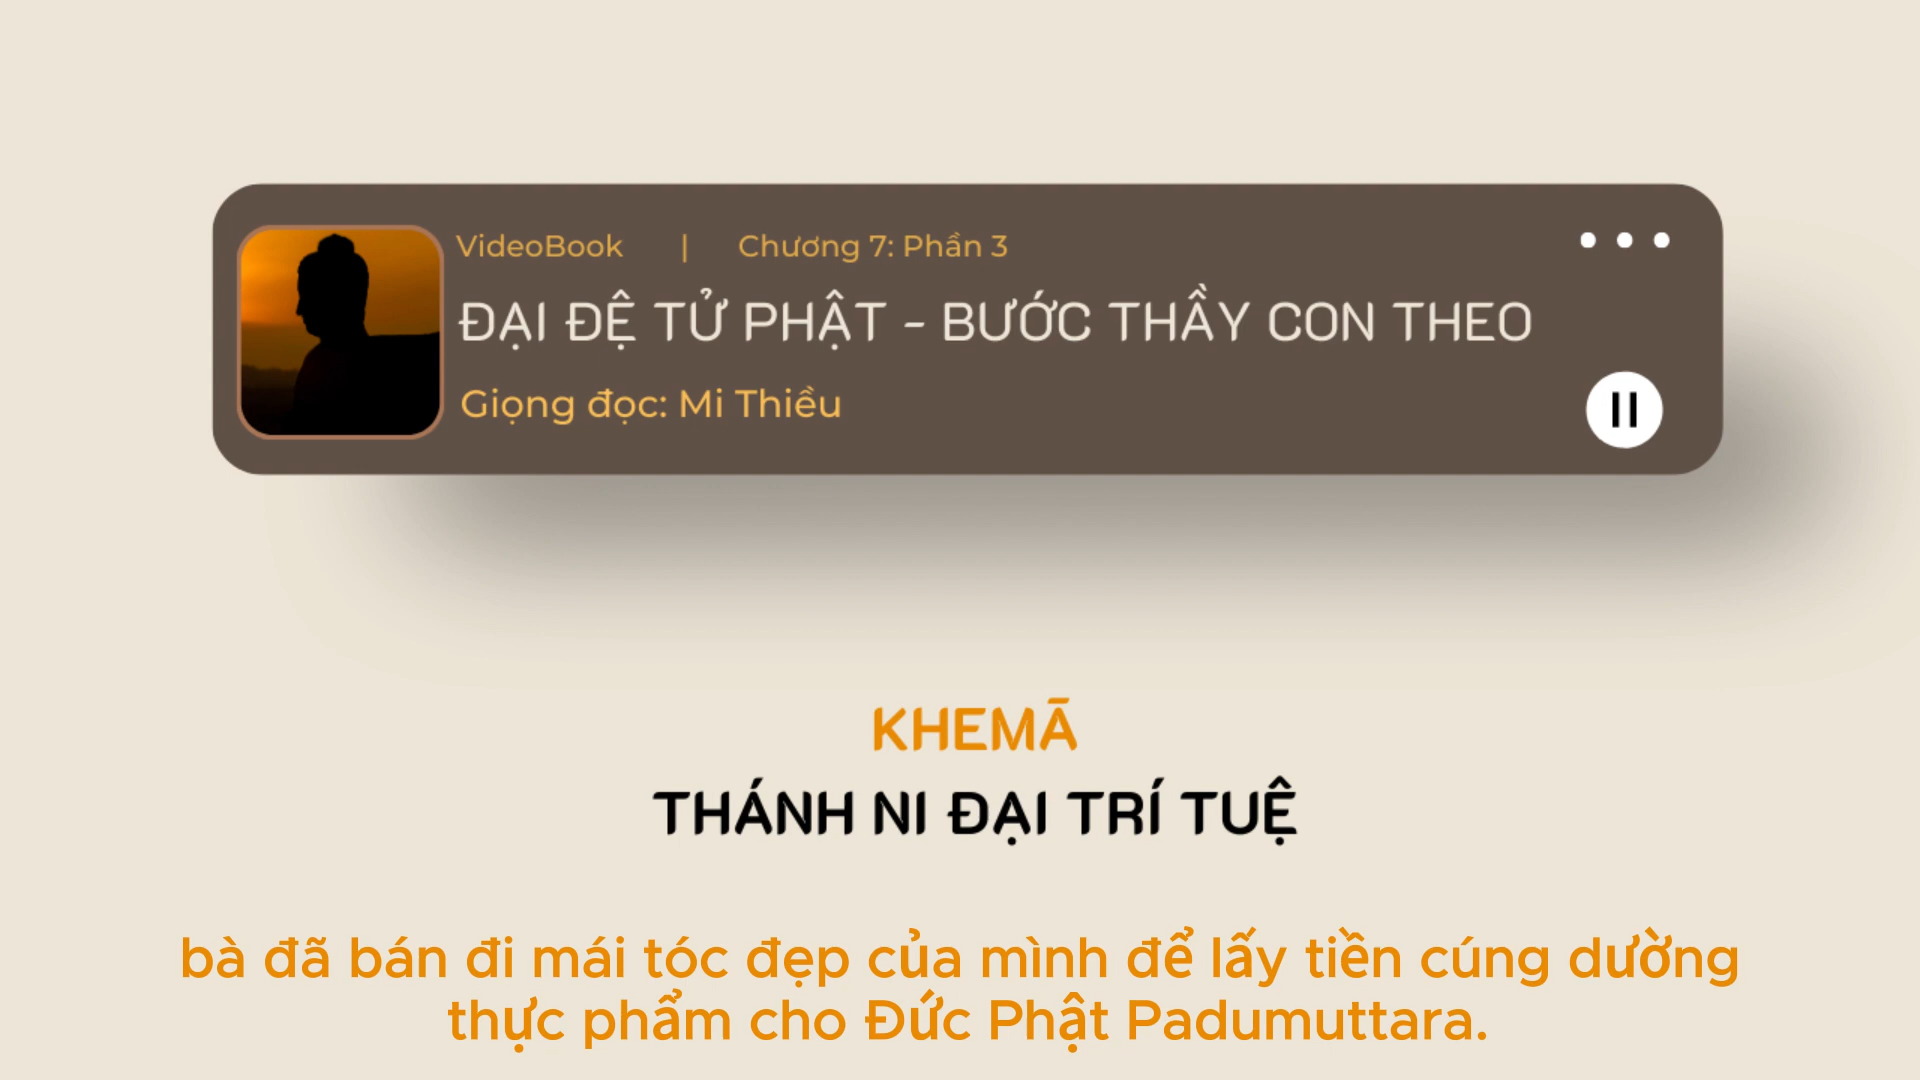 VideoBook | Chương 7: Phần 3
ĐẠI ĐỆ TỬ PHẬT - BƯỚC THẦY CON THEO
Giọng đọc: Mi Thiều
KHEMĀ
THÁNH NI ĐẠI TRÍ TUỆ
bà đã bán đi mái tóc đẹp của mình để lấy tiền cúng dường
thực phẩm cho Đức Phật Padumuttara.